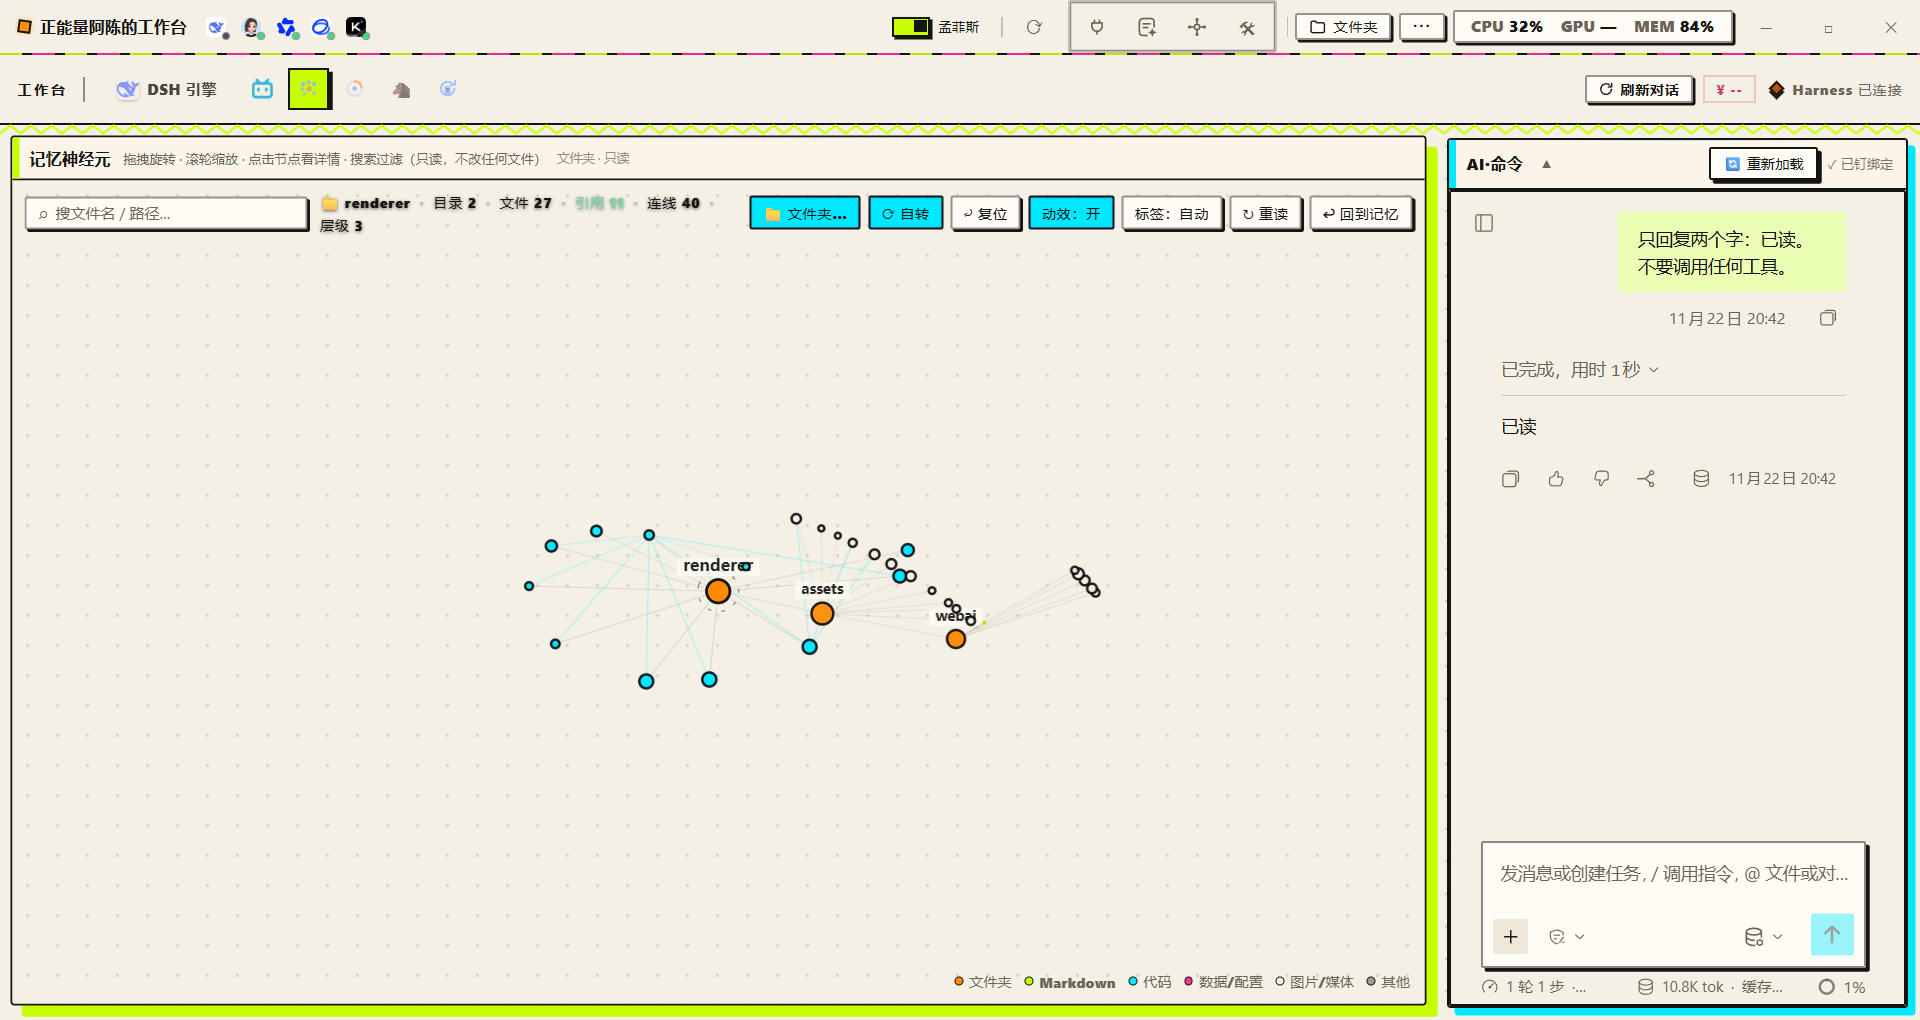 正能量阿陈的工作台
孟菲斯
文件夹
···
CPU 32% GPU — MEM 84%
工作台
DSH 引擎
刷新对话
¥ --
Harness 已连接
记忆神经元 拖拽旋转 · 滚轮缩放 · 点击节点看详情 · 搜索过滤（只读，不改任何文件） 文件夹 · 只读
搜文件名 / 路径...
renderer · 目录 2 · 文件 27 · 引用 11 · 连线 40 ·
层级 3
文件夹...
自转
复位
动效：开
标签：自动
重读
回到记忆
renderer
assets
webai
文件夹 Markdown 代码 数据/配置 图片/媒体 其他
AI·命令 ▲
重新加载
✓ 已钉绑定
只回复两个字：已读。
不要调用任何工具。
11月22日 20:42
已完成，用时 1秒
已读
11月22日 20:42
发消息或创建任务, / 调用指令, @ 文件或对...
1 轮 1 步 ·...
10.8K tok · 缓存...
1%